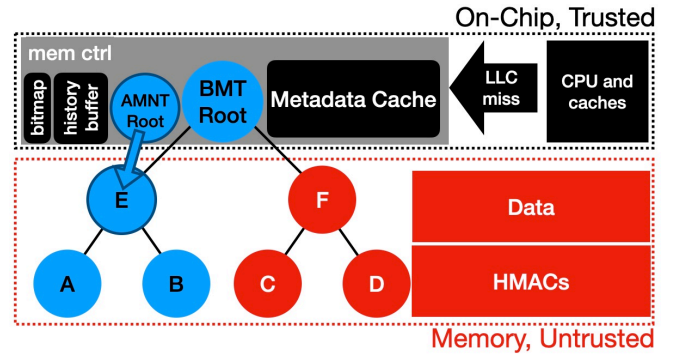 On-Chip, Trusted
mem ctrl
bitmap
history
buffer
AMNT
Root
BMT
Root
Metadata Cache
LLC
miss
CPU and
caches
E
F
A
B
C
D
Data
HMACs
Memory, Untrusted